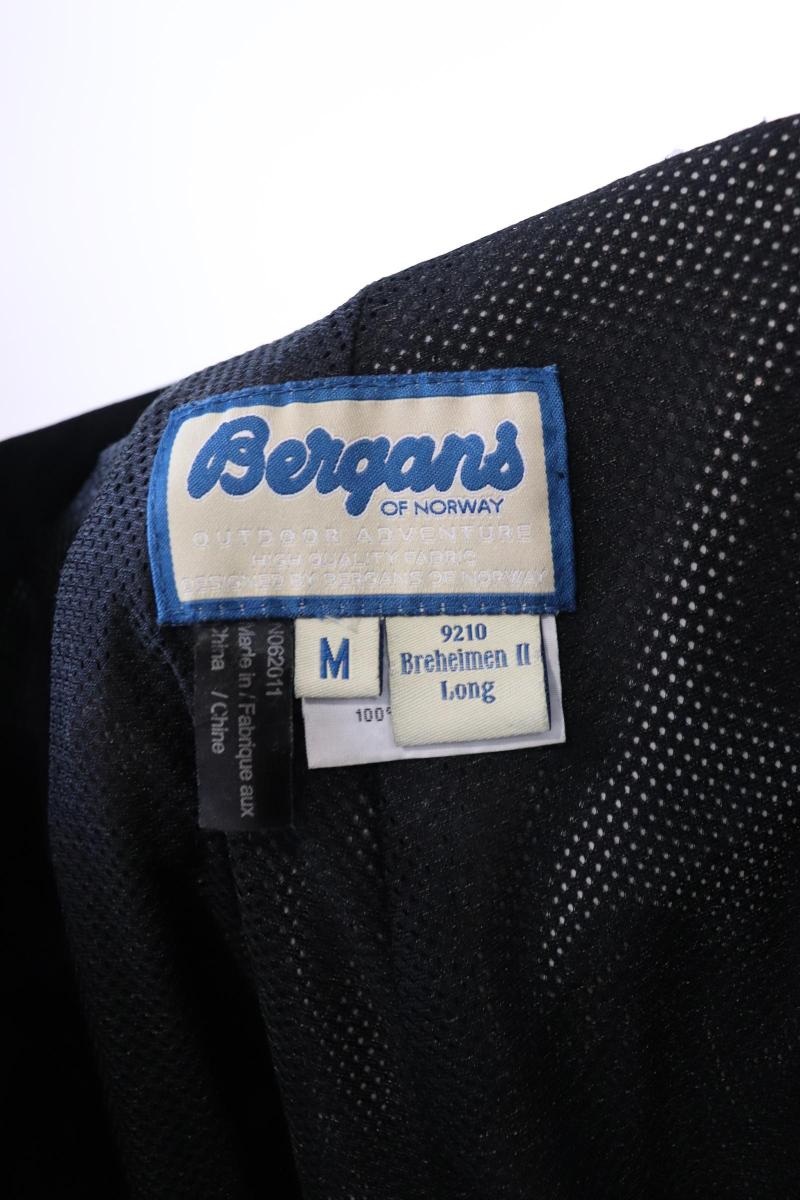 Bergans
OF NORWAY
OUTDOOR ADVENTURE
HIGH QUALITY FABRIC
DESIGNED BY BERGANS OF NORWAY
M
9210
Breheimen II
Long
100%
N062011
Made in / Fabrique aux
China / Chine